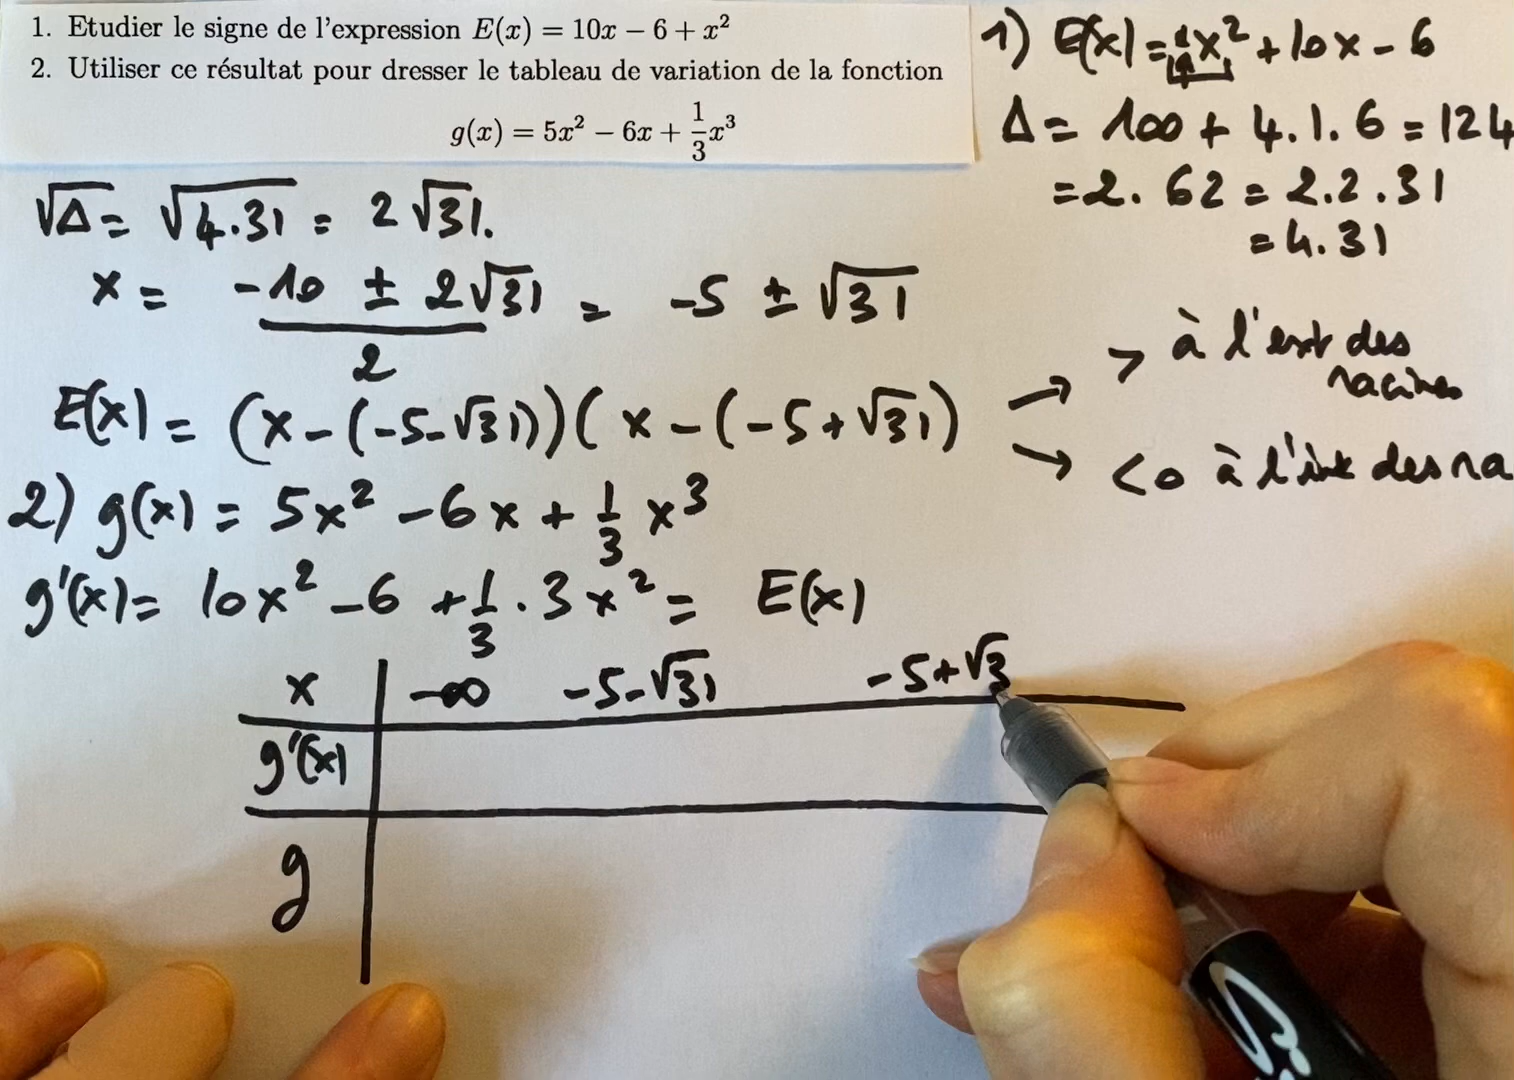 1. Etudier le signe de l'expression E(x) = 10x − 6 + x²
2. Utiliser ce résultat pour dresser le tableau de variation de la fonction
g(x) = 5x² − 6x + 1/3 x³
1) E(x) = 1x² + 10x − 6
Δ = 100 + 4.1.6 = 124
= 2. 62 = 2.2.31
= 4.31
√Δ = √4.31 = 2√31.
x = (−10 ± 2√31)/2 = −5 ± √31
E(x) = (x−(−5−√31))(x−(−5+√31)
→ > à l'ext des
racines
→ <0 à l'int des ra
2) g(x) = 5x² − 6x + 1/3 x³
g'(x) = 10x² − 6 + 1/3 . 3x² = E(x)
x −∞ −5−√31 −5+√3
g'(x)
g